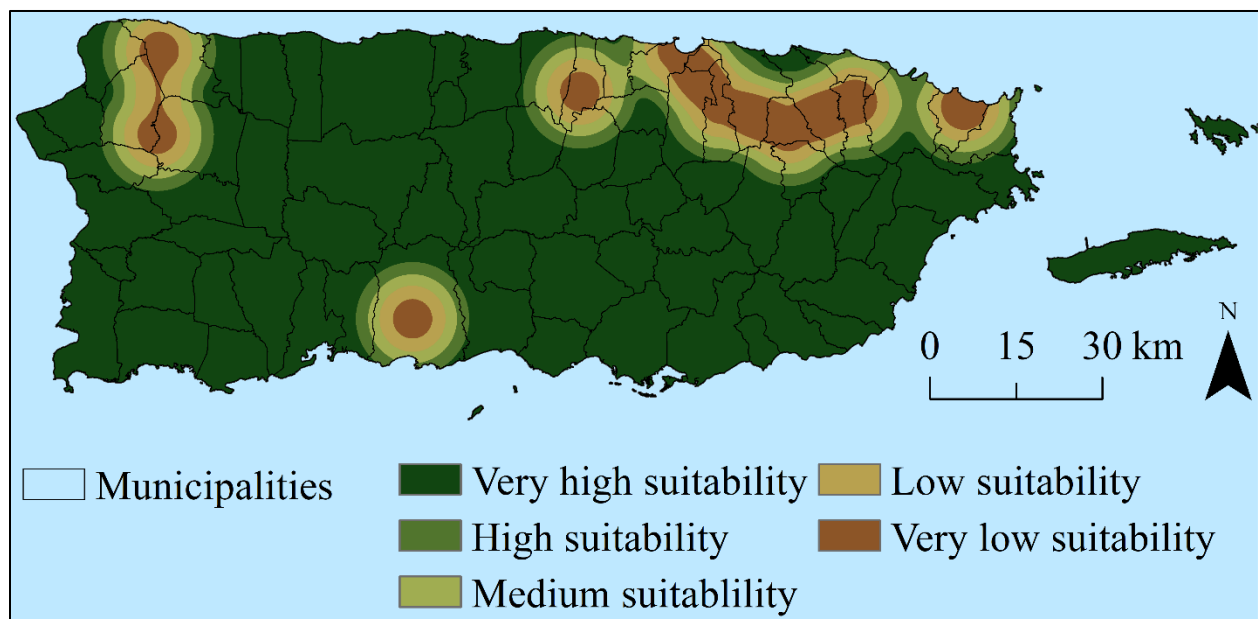 N
0 15 30 km
Municipalities
Very high suitability
High suitability
Medium suitablility
Low suitability
Very low suitability